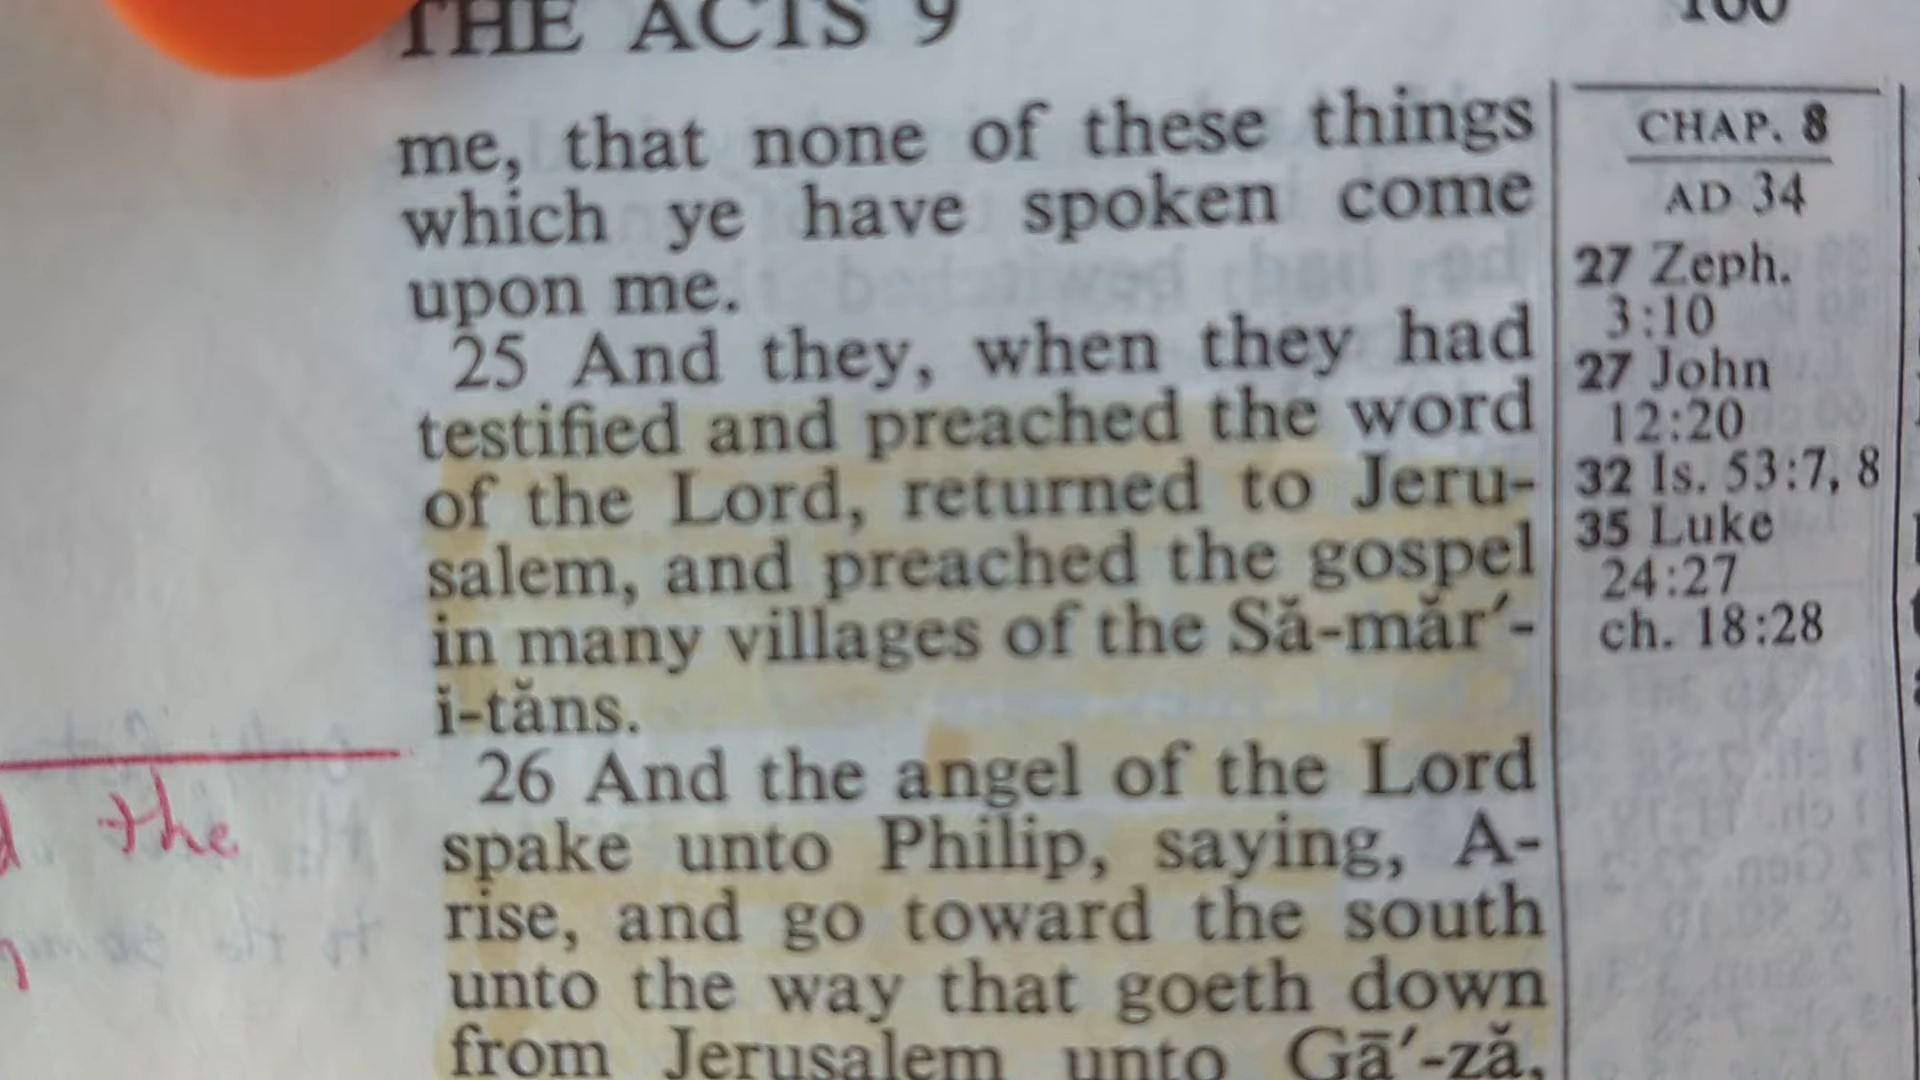 THE ACTS 9
me, that none of these things
which ye have spoken come
upon me.
25 And they, when they had
testified and preached the word
of the Lord, returned to Jeru-
salem, and preached the gospel
in many villages of the Să-măr′-
i-tăns.
26 And the angel of the Lord
spake unto Philip, saying, A-
rise, and go toward the south
unto the way that goeth down
from Jerusalem unto Gā′-ză,
CHAP. 8
AD 34
27 Zeph.
3:10
27 John
12:20
32 Is. 53:7, 8
35 Luke
24:27
ch. 18:28
the